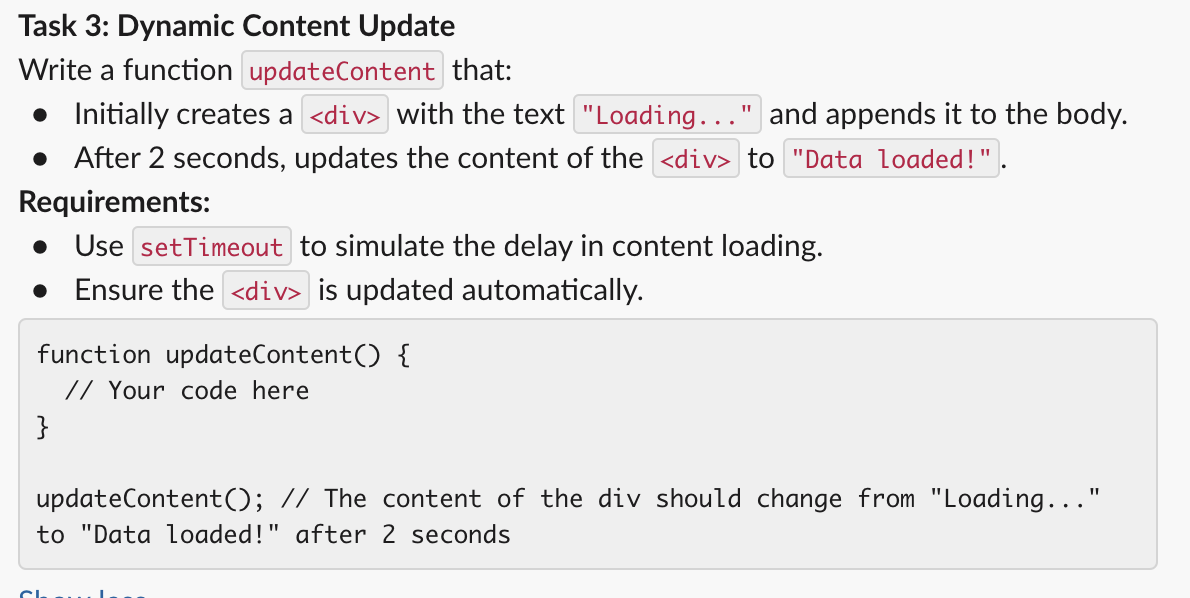 Task 3: Dynamic Content Update
Write a function updateContent that:
● Initially creates a <div> with the text "Loading..." and appends it to the body.
● After 2 seconds, updates the content of the <div> to "Data loaded!".
Requirements:
● Use setTimeout to simulate the delay in content loading.
● Ensure the <div> is updated automatically.
function updateContent() {
  // Your code here
}
updateContent(); // The content of the div should change from "Loading..."
to "Data loaded!" after 2 seconds
Show less